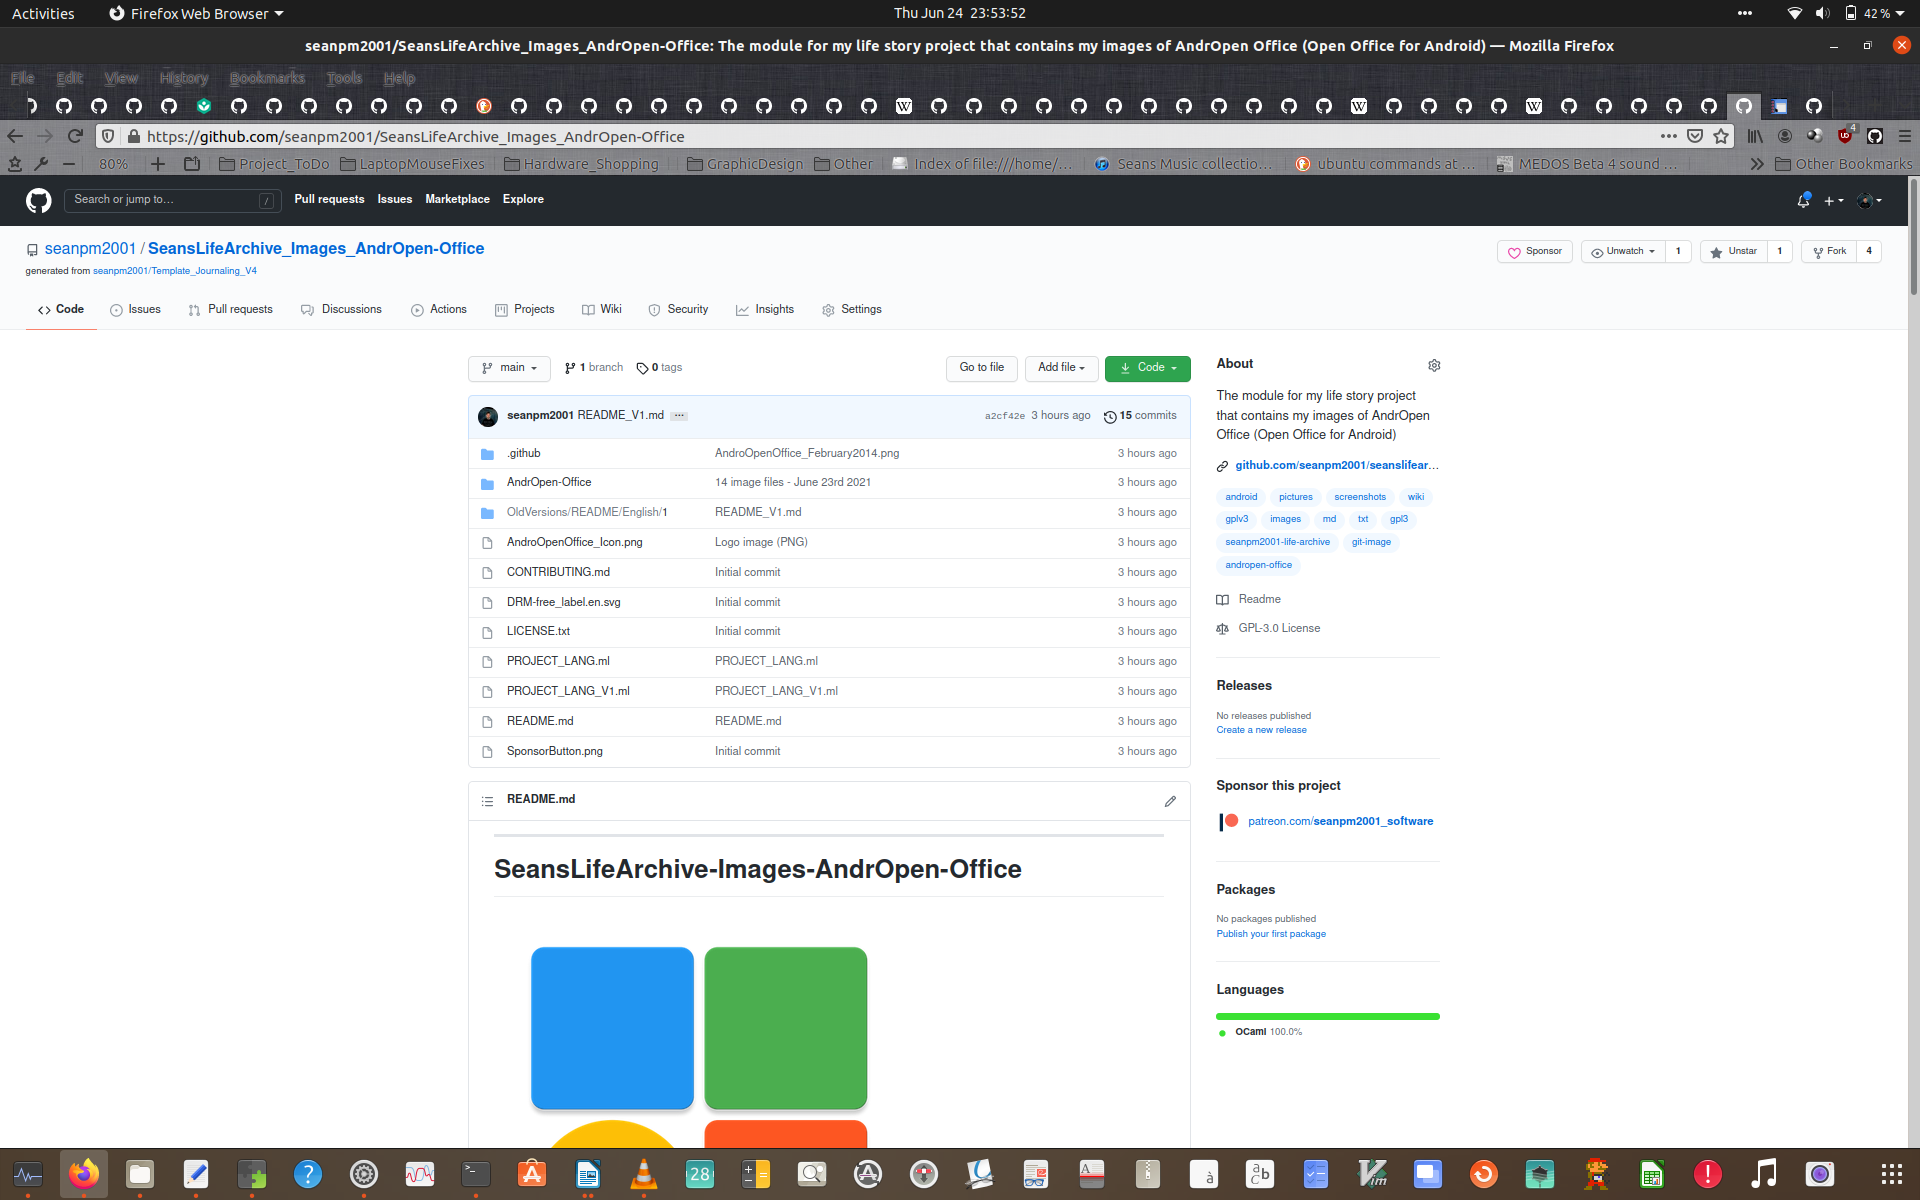 Activities Firefox Web Browser Thu Jun 24 23:53:52 42 %
seanpm2001/SeansLifeArchive_Images_AndrOpen-Office: The module for my life story project that contains my images of AndrOpen Office (Open Office for Android) — Mozilla Firefox
File Edit View History Bookmarks Tools Help
https://github.com/seanpm2001/SeansLifeArchive_Images_AndrOpen-Office
80% Project_ToDo LaptopMouseFixes Hardware_Shopping GraphicDesign Other Index of file:///home/… Seans Music collectio… ubuntu commands at … MEDOS Beta 4 sound … Other Bookmarks
Search or jump to… / Pull requests Issues Marketplace Explore
seanpm2001 / SeansLifeArchive_Images_AndrOpen-Office Sponsor Unwatch 1 Unstar 1 Fork 4
generated from seanpm2001/Template_Journaling_V4
Code Issues Pull requests Discussions Actions Projects Wiki Security Insights Settings
main 1 branch 0 tags Go to file Add file Code
seanpm2001 README_V1.md ... a2cf42e 3 hours ago 15 commits
.github AndroOpenOffice_February2014.png 3 hours ago
AndrOpen-Office 14 image files - June 23rd 2021 3 hours ago
OldVersions/README/English/1 README_V1.md 3 hours ago
AndroOpenOffice_Icon.png Logo image (PNG) 3 hours ago
CONTRIBUTING.md Initial commit 3 hours ago
DRM-free_label.en.svg Initial commit 3 hours ago
LICENSE.txt Initial commit 3 hours ago
PROJECT_LANG.ml PROJECT_LANG.ml 3 hours ago
PROJECT_LANG_V1.ml PROJECT_LANG_V1.ml 3 hours ago
README.md README.md 3 hours ago
SponsorButton.png Initial commit 3 hours ago
README.md
SeansLifeArchive-Images-AndrOpen-Office
About
The module for my life story project
that contains my images of AndrOpen
Office (Open Office for Android)
github.com/seanpm2001/seanslifear…
android pictures screenshots wiki
gplv3 images md txt gpl3
seanpm2001-life-archive git-image
andropen-office
Readme
GPL-3.0 License
Releases
No releases published
Create a new release
Sponsor this project
patreon.com/seanpm2001_software
Packages
No packages published
Publish your first package
Languages
OCaml 100.0%